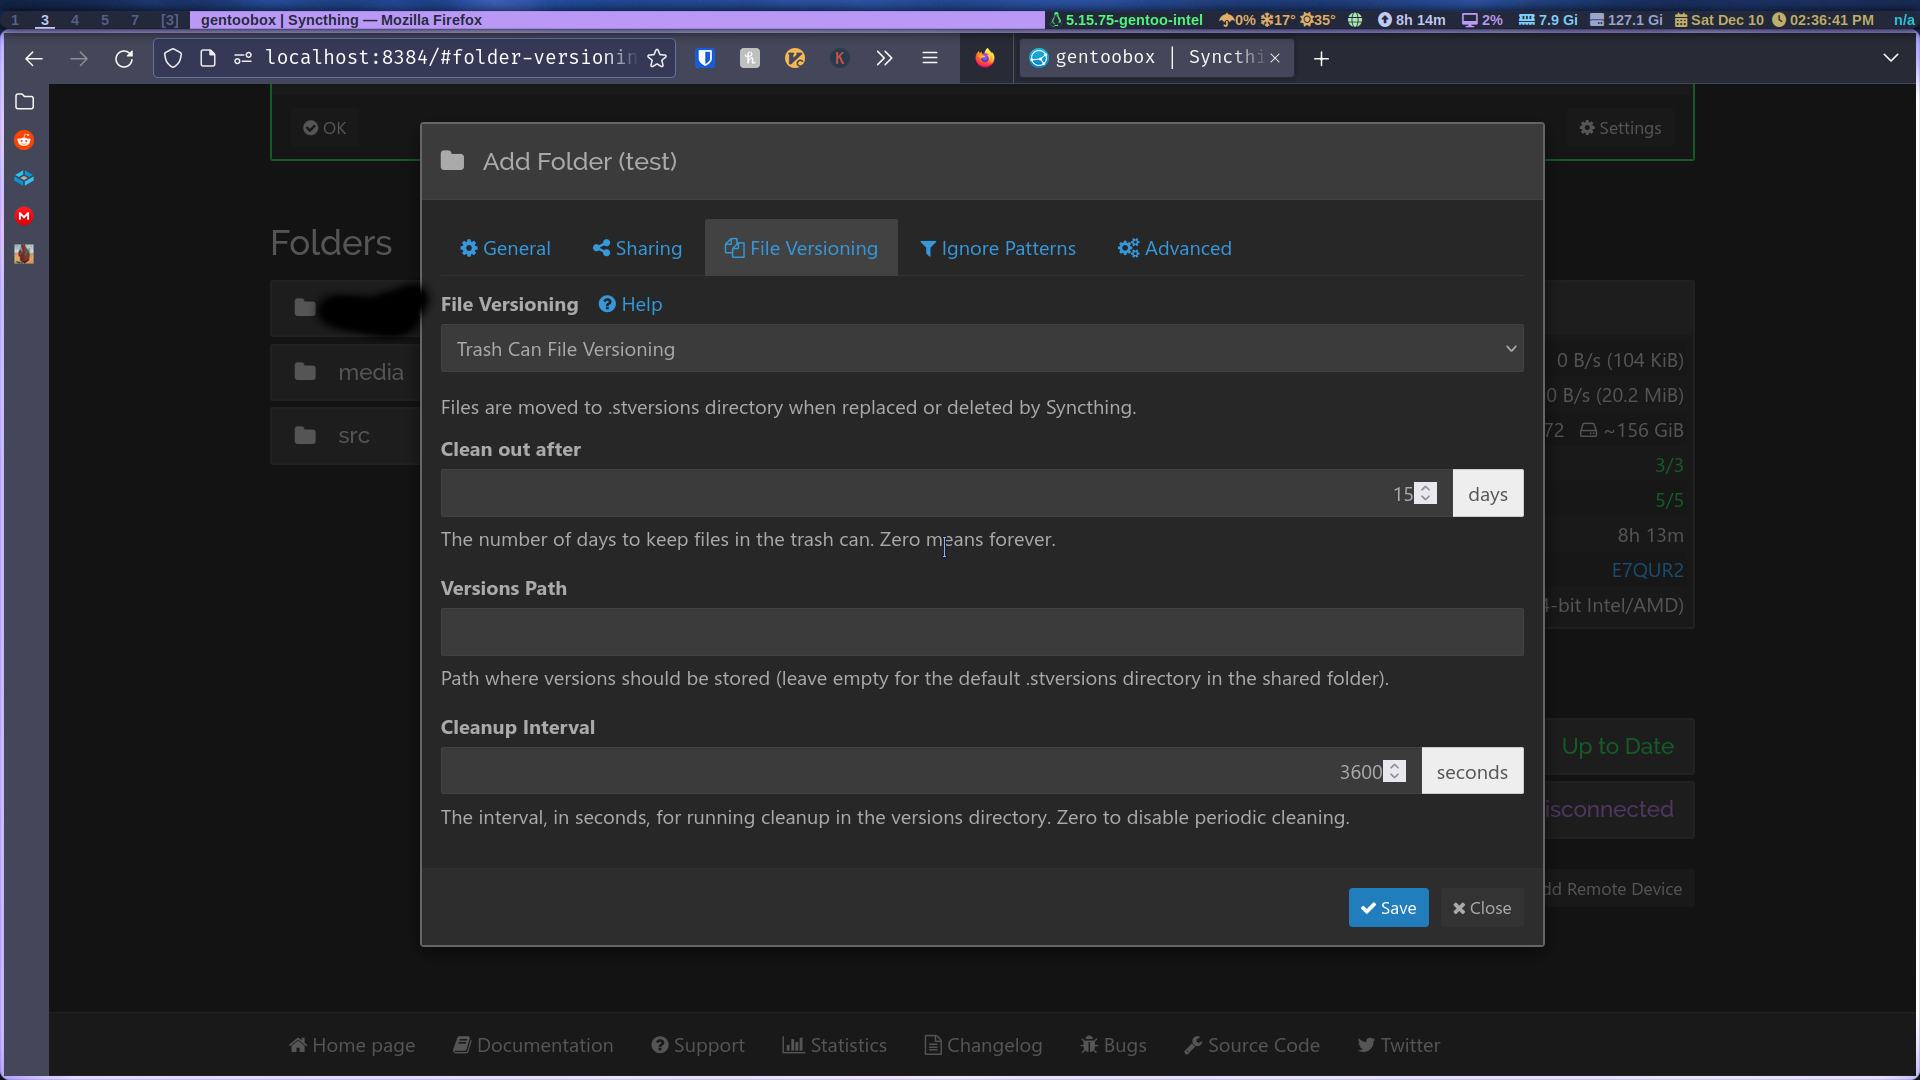 1 3 4 5 7 [3] gentoobox | Syncthing — Mozilla Firefox 5.15.75-gentoo-intel 0% 17° 35° 8h 14m 2% 7.9 Gi 127.1 Gi Sat Dec 10 02:36:41 PM n/a
localhost:8384/#folder-versionin K gentoobox | Syncthi
OK
Settings
Add Folder (test)
General Sharing File Versioning Ignore Patterns Advanced
Folders
File Versioning Help
Trash Can File Versioning
media
0 B/s (104 KiB)
0 B/s (20.2 MiB)
Files are moved to .stversions directory when replaced or deleted by Syncthing.
72 ~156 GiB
src
Clean out after
3/3
15 days
5/5
The number of days to keep files in the trash can. Zero means forever.
8h 13m
E7QUR2
Versions Path
4-bit Intel/AMD)
Path where versions should be stored (leave empty for the default .stversions directory in the shared folder).
Cleanup Interval
Up to Date
3600 seconds
isconnected
The interval, in seconds, for running cleanup in the versions directory. Zero to disable periodic cleaning.
dd Remote Device
Save Close
Home page Documentation Support Statistics Changelog Bugs Source Code Twitter